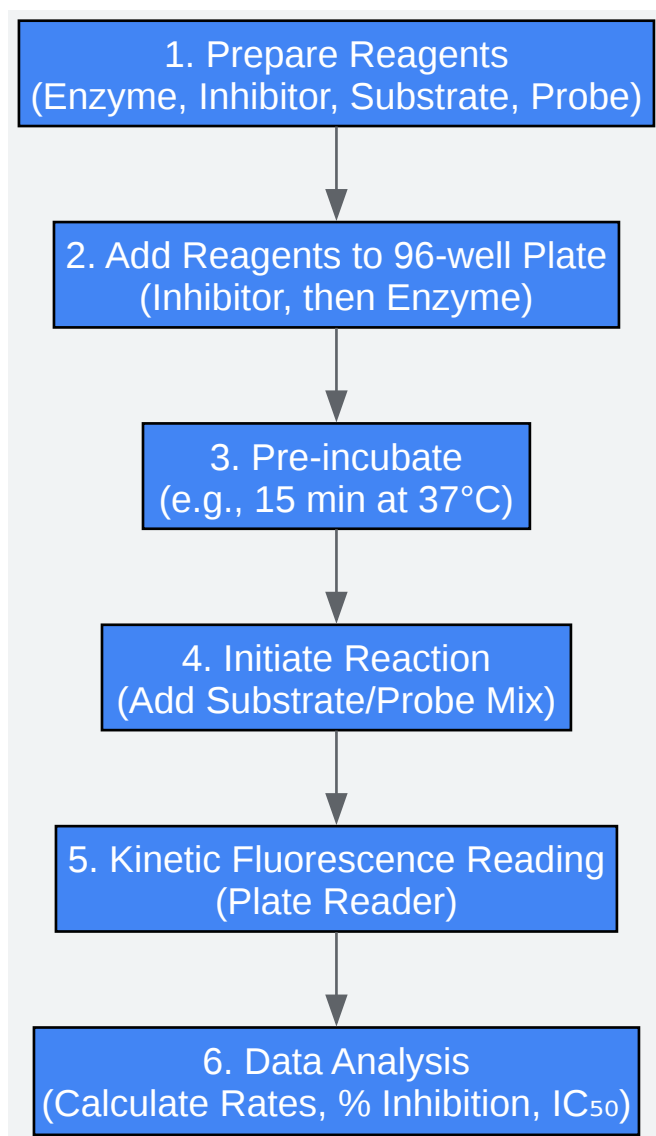 1. Prepare Reagents
(Enzyme, Inhibitor, Substrate, Probe)
2. Add Reagents to 96-well Plate
(Inhibitor, then Enzyme)
3. Pre-incubate
(e.g., 15 min at 37°C)
4. Initiate Reaction
(Add Substrate/Probe Mix)
5. Kinetic Fluorescence Reading
(Plate Reader)
6. Data Analysis
(Calculate Rates, % Inhibition, IC₅₀)